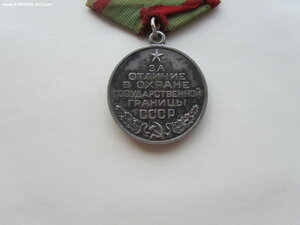 ЗА
ОТЛИЧИЕ
В ОХРАНЕ
ГОСУДАРСТВЕННОЙ
ГРАНИЦЫ
СССР